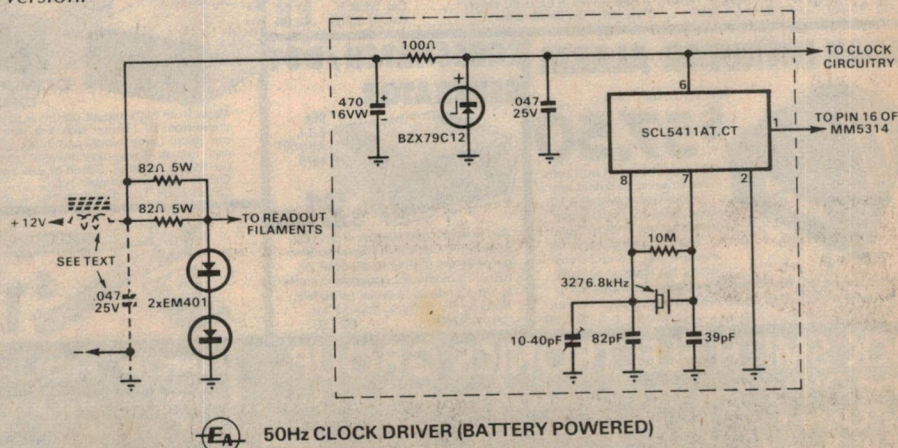 version.
100Ω
TO CLOCK
CIRCUITRY
470
16VW
+
-
+
BZX79C12
.047
25V
6
SCL5411AT.CT
1
TO PIN 16 OF
MM5314
8
7
2
82Ω 5W
+12V
82Ω 5W
TO READOUT
FILAMENTS
SEE TEXT
.047
25V
2xEM401
-
10M
3276.8kHz
10-40pF
82pF
39pF
EA
50Hz CLOCK DRIVER (BATTERY POWERED)